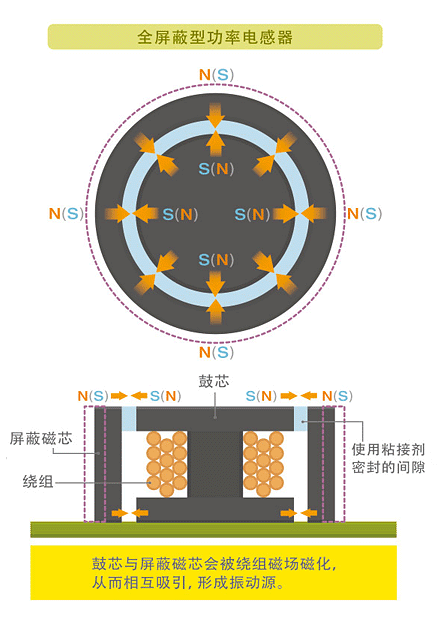 全屏蔽型功率电感器
N(S)
S(N)
N(S)
S(N)
S(N)
N(S)
S(N)
N(S)
鼓芯
N(S)
S(N)
S(N)
N(S)
屏蔽磁芯
绕组
使用粘接剂
密封的间隙
鼓芯与屏蔽磁芯会被绕组磁场磁化，
从而相互吸引，形成振动源。